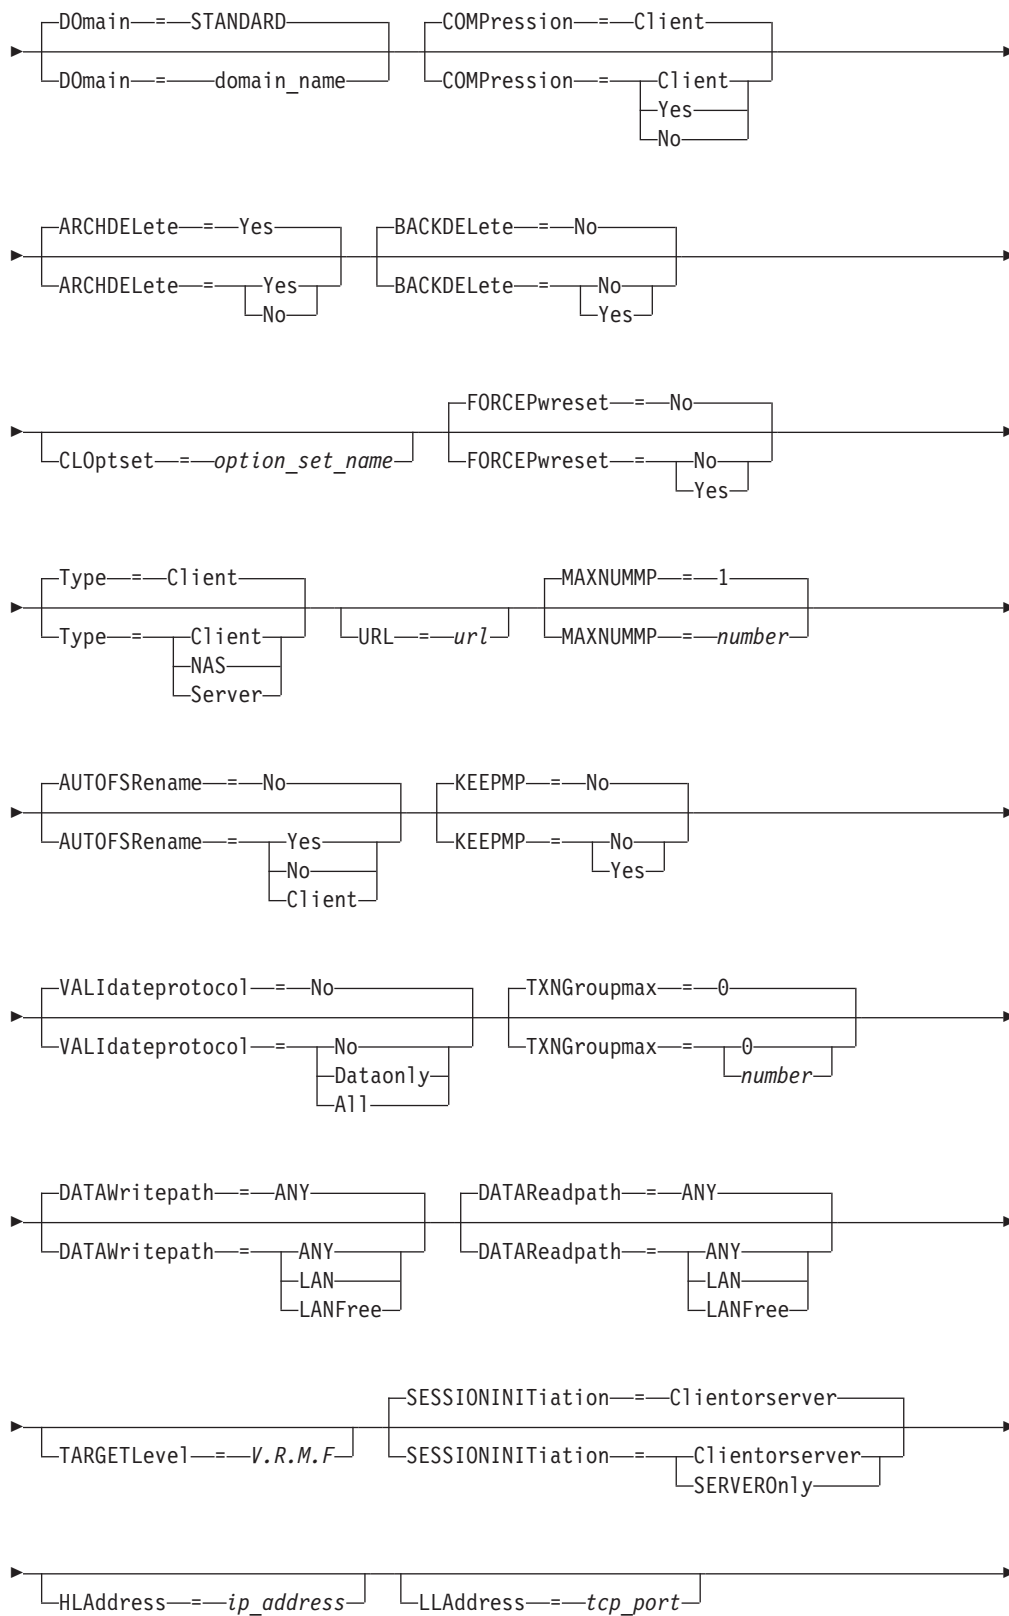 DOmain = STANDARD COMPression = Client
DOmain = domain_name COMPression = Client
Yes
No
ARCHDELete = Yes BACKDELete = No
ARCHDELete = Yes BACKDELete = No
No Yes
FORCEPwreset = No
CLOptset = option_set_name FORCEPwreset = No
Yes
Type = Client MAXNUMMP = 1
Type = Client URL = url MAXNUMMP = number
NAS
Server
AUTOFSRename = No KEEPMP = No
AUTOFSRename = Yes KEEPMP = No
No Yes
Client
VALIdateprotocol = No TXNGroupmax = 0
VALIdateprotocol = No TXNGroupmax = 0
Dataonly number
All
DATAWritepath = ANY DATAReadpath = ANY
DATAWritepath = ANY DATAReadpath = ANY
LAN LAN
LANFree LANFree
SESSIONINITiation = Clientorserver
TARGETLevel = V.R.M.F SESSIONINITiation = Clientorserver
SERVEROnly
HLAddress = ip_address LLAddress = tcp_port